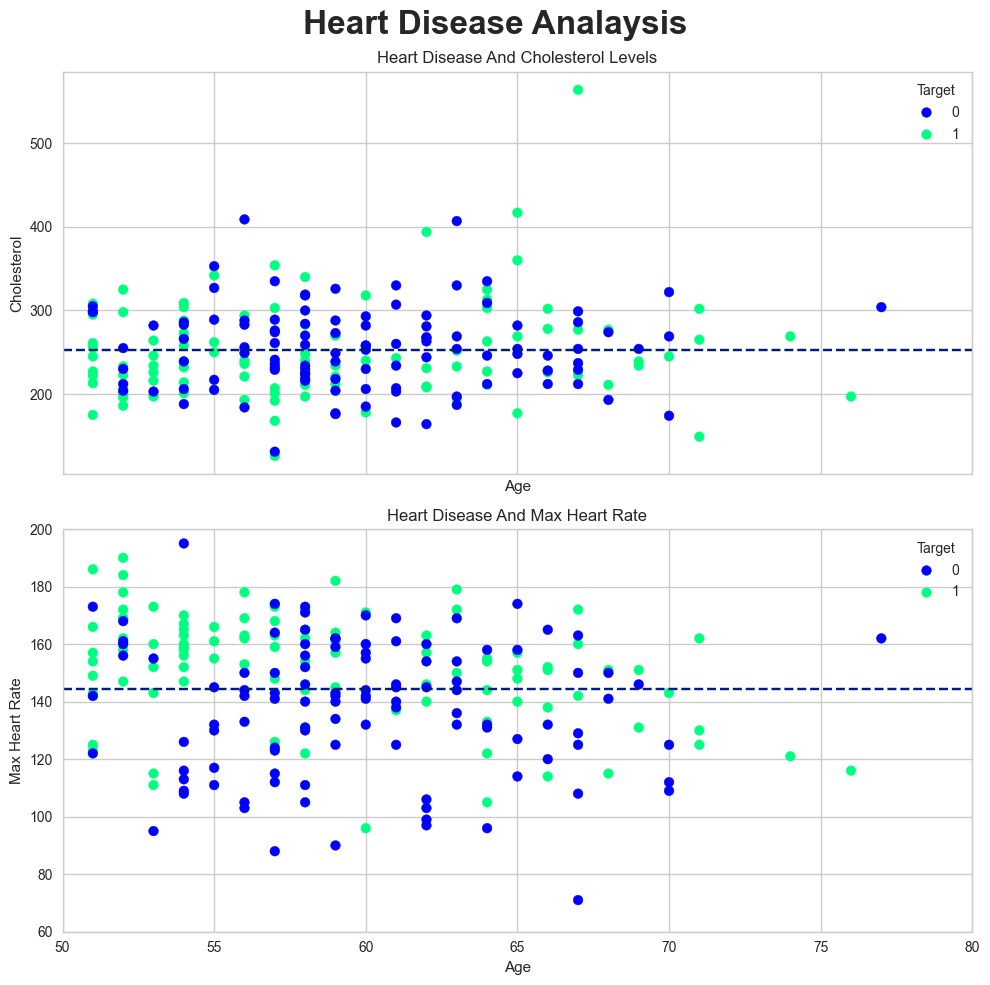 Heart Disease Analaysis
Heart Disease And Cholesterol Levels
Target
0
1
500
400
300
200
Cholesterol
Age
Heart Disease And Max Heart Rate
Target
0
1
200
180
160
140
120
100
80
60
Max Heart Rate
50 55 60 65 70 75 80
Age